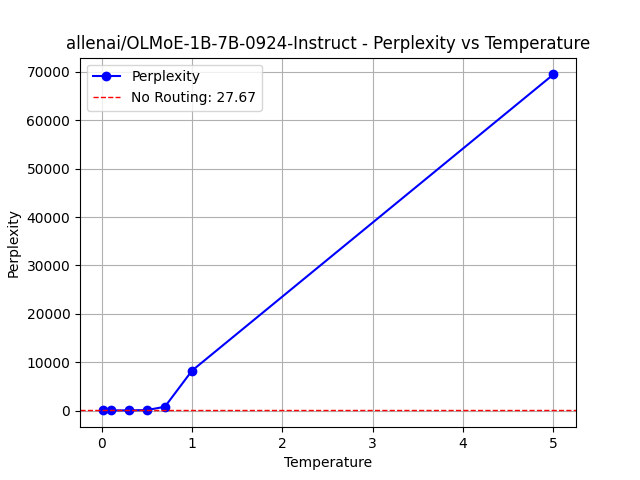 allenai/OLMoE-1B-7B-0924-Instruct - Perplexity vs Temperature
Perplexity
No Routing: 27.67
70000
60000
50000
40000
30000
20000
10000
0
Perplexity
0 1 2 3 4 5
Temperature